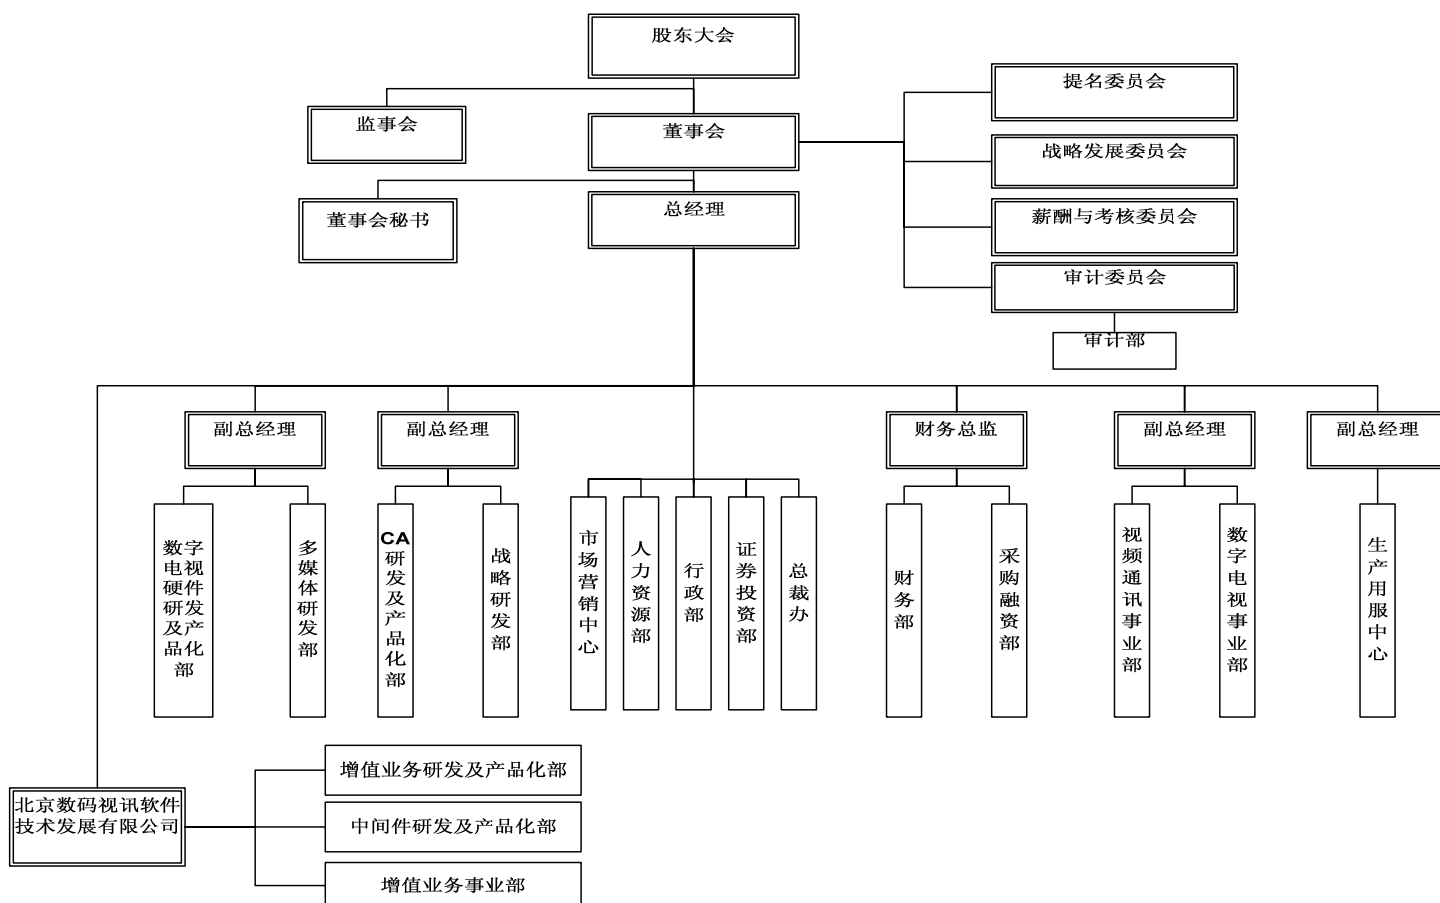 股东大会
提名委员会
监事会
董事会
战略发展委员会
董事会秘书
总经理
薪酬与考核委员会
审计委员会
审计部
副总经理
副总经理
财务总监
副总经理
副总经理
数字电视硬件研发及产品化部
多媒体研发部
CA研发及产品化部
战略研发部
市场营销中心
人力资源部
行政部
证券投资部
总裁办
财务部
采购融资部
视频通讯事业部
数字电视事业部
生产用服中心
北京数码视讯软件
技术发展有限公司
增值业务研发及产品化部
中间件研发及产品化部
增值业务事业部